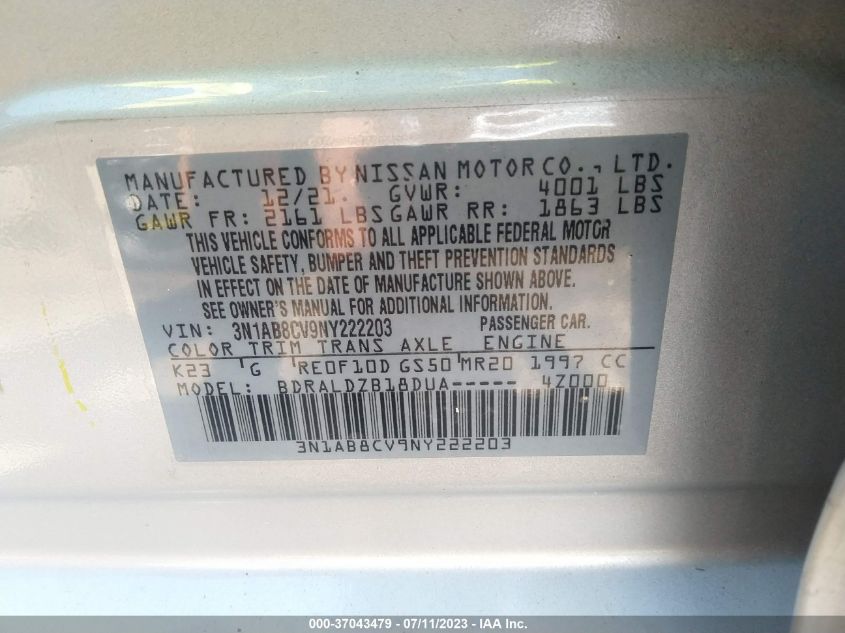 MANUFACTURED BY NISSAN MOTOR CO., LTD.
DATE: 12/21. GVWR: 4001 LBS
GAWR FR: 2161 LBS GAWR RR: 1863 LBS
THIS VEHICLE CONFORMS TO ALL APPLICABLE FEDERAL MOTOR
VEHICLE SAFETY, BUMPER AND THEFT PREVENTION STANDARDS
IN EFFECT ON THE DATE OF MANUFACTURE SHOWN ABOVE.
SEE OWNER'S MANUAL FOR ADDITIONAL INFORMATION.
VIN: 3N1AB8CV9NY222203 PASSENGER CAR.
COLOR TRIM TRANS AXLE ENGINE
K23 G RE0F10D GS50 MR20 1997 CC
MODEL: BDRALDZB18DUA----- 4Z000
3N1AB8CV9NY222203
000-37043479 - 07/11/2023 - IAA Inc.